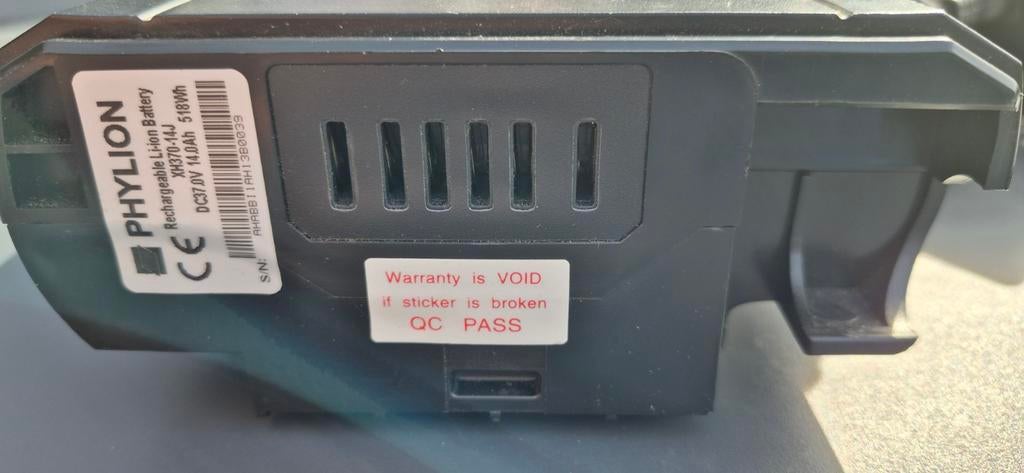 PHYLION
Rechargeable Li-ion Battery
XH370-14J
DC37.0V 14.0Ah 518Wh
CE
S/N: AHABBIIAHI3B0039
Warranty is VOID
if sticker is broken
QC PASS